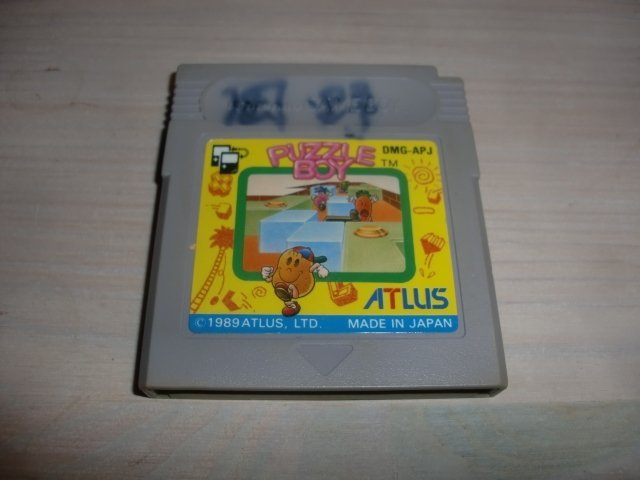 PUZZLE
BOY
TM
DMG-APJ
ATLUS
©1989 ATLUS, LTD.
MADE IN JAPAN